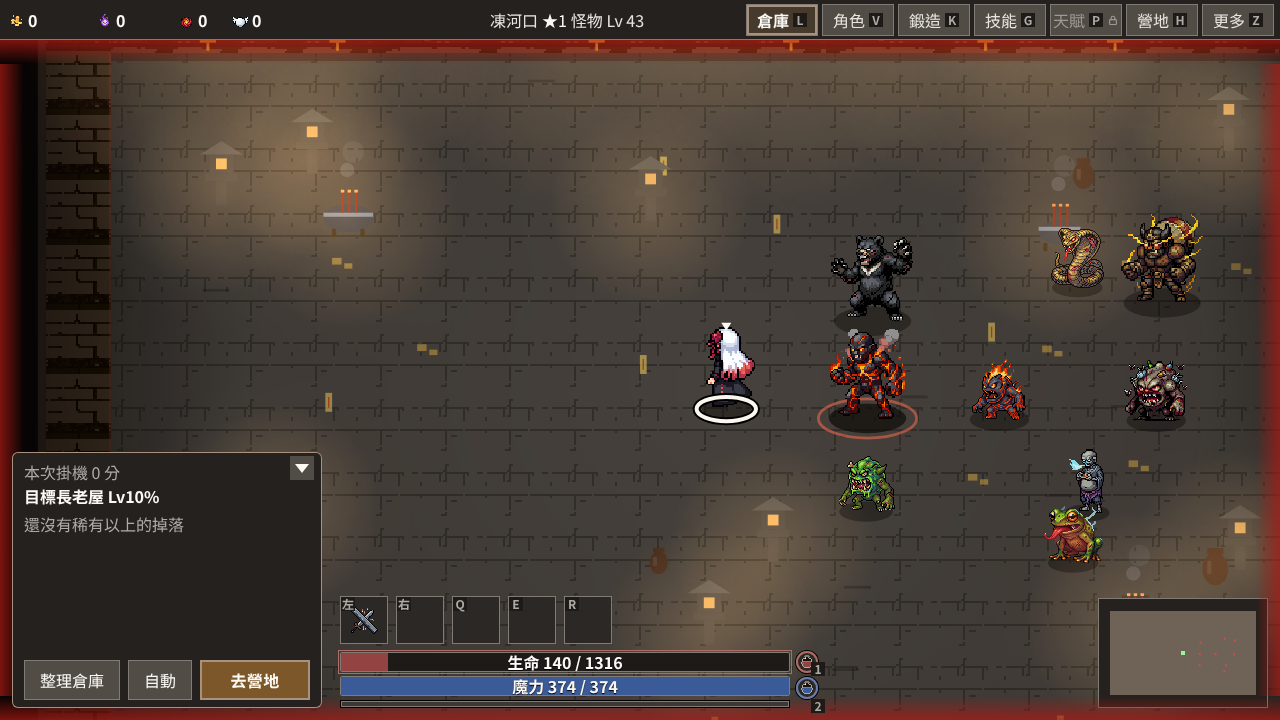 0 0 0 0
凍河口 ★1 怪物 Lv 43
倉庫 L 角色 V 鍛造 K 技能 G 天賦 P 營地 H 更多 Z
本次掛機 0 分
目標長老屋 Lv10%
還沒有稀有以上的掉落
整理倉庫 自動 去營地
左 右 Q E R
生命 140 / 1316 1
魔力 374 / 374 2